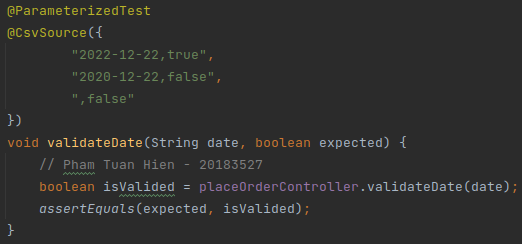 @ParameterizedTest
@CsvSource({
        "2022-12-22,true",
        "2020-12-22,false",
        ",false"
})
void validateDate(String date, boolean expected) {
    // Pham Tuan Hien - 20183527
    boolean isValided = placeOrderController.validateDate(date);
    assertEquals(expected, isValided);
}